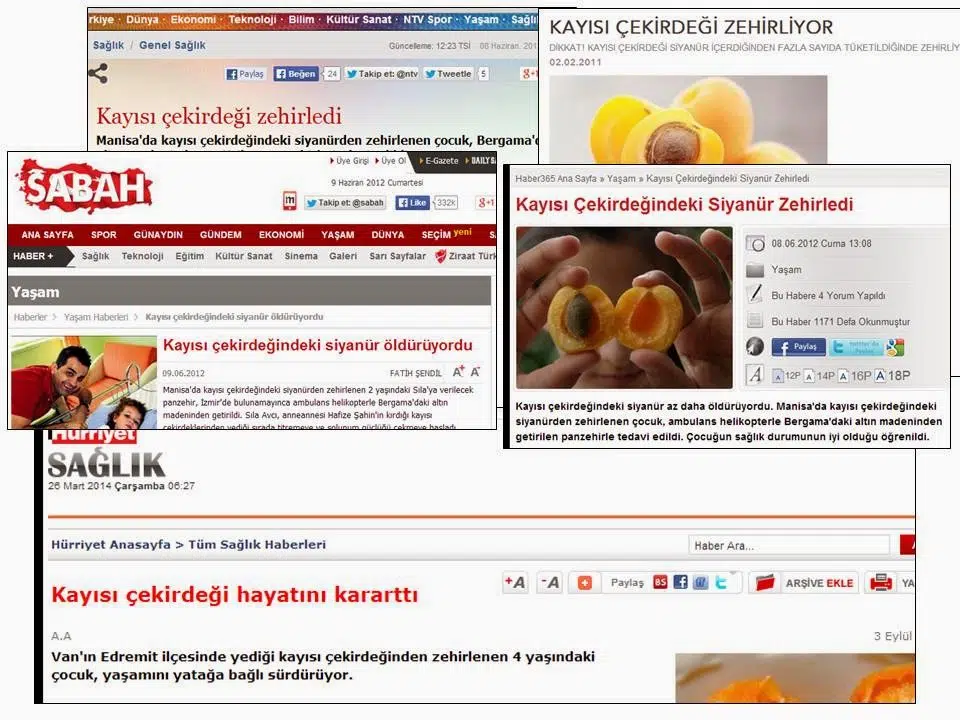 Dünya Ekonomi Teknoloji Bilim Kültür Sanat NTV Spor Yaşam
Sağlık / Genel Sağlık
Güncelleme: 12:23 TSİ 08 Haziran.
Paylaş Beğen 24 Takip et: @ntv Tweetle 5
Kayısı çekirdeği zehirledi
Manisa'da kayısı çekirdeğindeki siyanürden zehirlenen çocuk, Bergama'd
KAYISI ÇEKİRDEĞİ ZEHİRLİYOR
DİKKAT! KAYISI ÇEKİRDEĞİ SİYANÜR İÇERDİĞİNDEN FAZLA SAYIDA TÜKETİLDİĞİNDE ZEHİRLİY
02.02.2011
SABAH
Üye Girişi Üye Ol E-Gazete
9 Haziran 2012 Cumartesi
Takip et: @sabah Like 332k
ANA SAYFA SPOR GÜNAYDIN GÜNDEM EKONOMİ YAŞAM DÜNYA SEÇİM yeni
HABER + Sağlık Teknoloji Eğitim Kültür Sanat Sinema Galeri Sarı Sayfalar Ziraat Türk
Yaşam
Haberler > Yaşam Haberleri > Kayısı çekirdeğindeki siyanür öldürüyordu
Kayısı çekirdeğindeki siyanür öldürüyordu
09.06.2012 FATİH ŞENDİL A+ A-
Manisa'da kayısı çekirdeğindeki siyanürden zehirlenen 2 yaşındaki Sıla'ya verilecek
panzehir, İzmir'de bulunamayınca ambulans helikopterle Bergama'daki altın
madeninden getirildi. Sıla Avcı, anneannesi Hafize Şahin'in kırdığı kayısı
çekirdeklerinden yediği sırada titremeye ve solunum güçlüğü çekmeye başladı
Haber365 Ana Sayfa » Yaşam » Kayısı Çekirdeğindeki Siyanür Zehirledi
Kayısı Çekirdeğindeki Siyanür Zehirledi
08.06.2012 Cuma 13:08
Yaşam
Bu Habere 4 Yorum Yapıldı
Bu Haber 1171 Defa Okunmuştur
Paylaş
A 12P A 14P A 16P A 18P
Kayısı çekirdeğindeki siyanür az daha öldürüyordu. Manisa'da kayısı çekirdeğindeki
siyanürden zehirlenen çocuk, ambulans helikopterle Bergama'daki altın madeninden
getirilen panzehirle tedavi edildi. Çocuğun sağlık durumunun iyi olduğu öğrenildi.
Hürriyet
SAĞLIK
26 Mart 2014 Çarşamba 06:27
Hürriyet Anasayfa > Tüm Sağlık Haberleri
Haber Ara...
Kayısı çekirdeği hayatını kararttı
+A -A Paylaş ARŞİVE EKLE
A.A 3 Eylül
Van'ın Edremit ilçesinde yediği kayısı çekirdeğinden zehirlenen 4 yaşındaki
çocuk, yaşamını yatağa bağlı sürdürüyor.